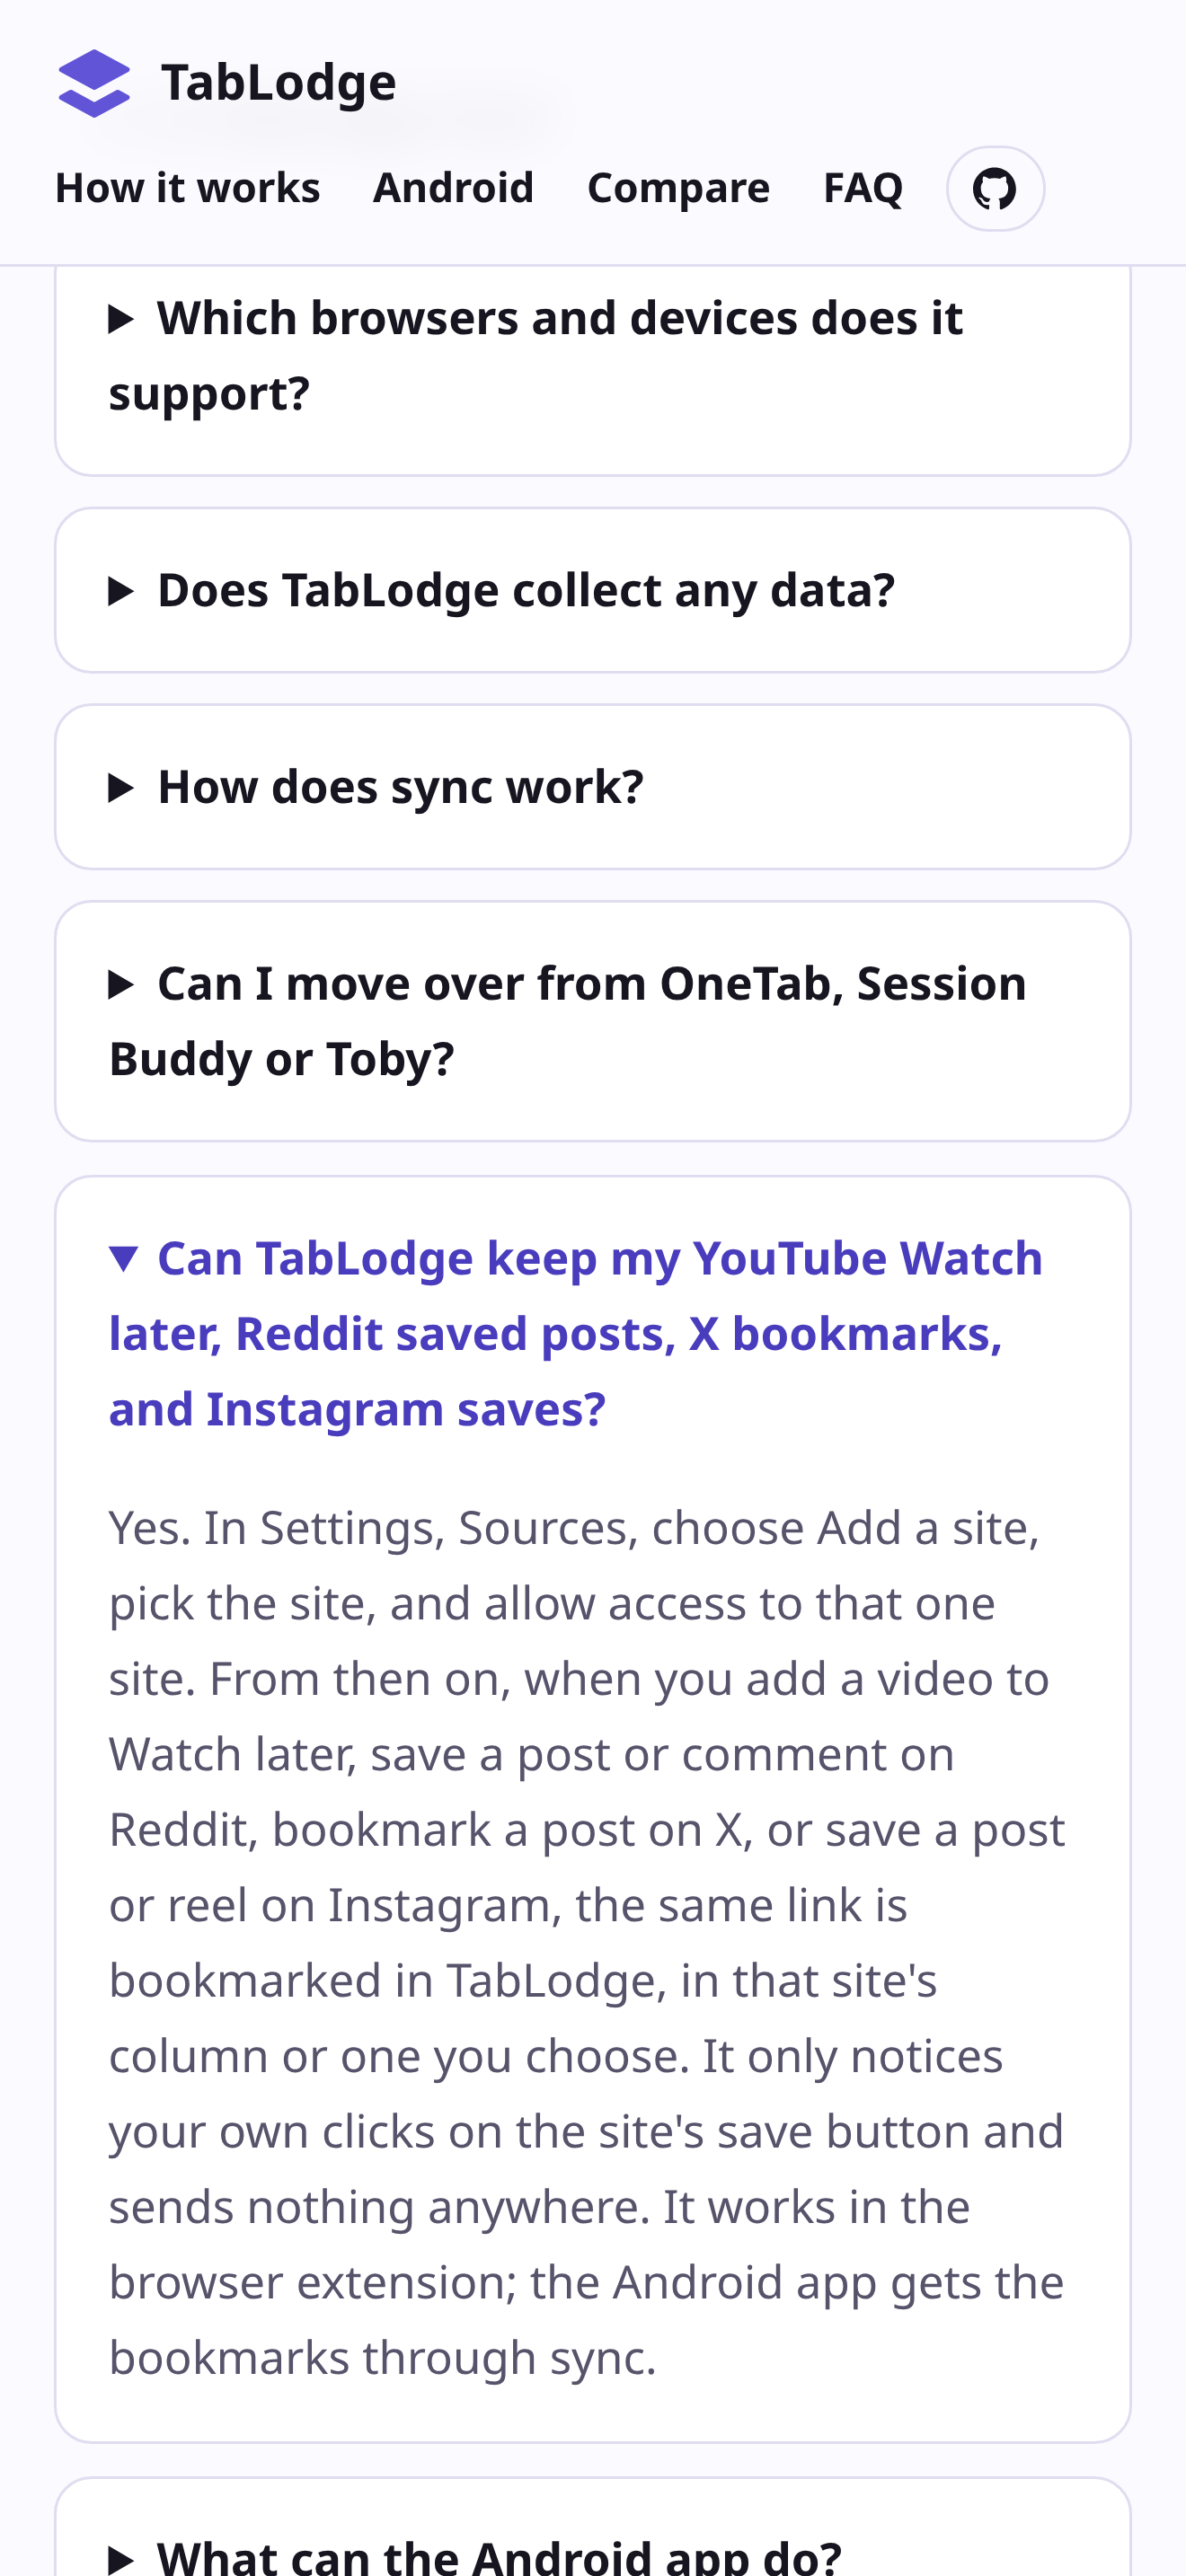 TabLodge
How it works Android Compare FAQ
Which browsers and devices does it
support?
Does TabLodge collect any data?
How does sync work?
Can I move over from OneTab, Session
Buddy or Toby?
Can TabLodge keep my YouTube Watch
later, Reddit saved posts, X bookmarks,
and Instagram saves?
Yes. In Settings, Sources, choose Add a site,
pick the site, and allow access to that one
site. From then on, when you add a video to
Watch later, save a post or comment on
Reddit, bookmark a post on X, or save a post
or reel on Instagram, the same link is
bookmarked in TabLodge, in that site's
column or one you choose. It only notices
your own clicks on the site's save button and
sends nothing anywhere. It works in the
browser extension; the Android app gets the
bookmarks through sync.
What can the Android app do?